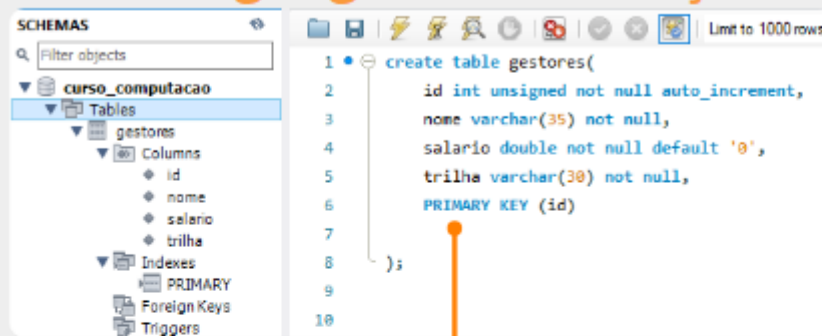 SCHEMAS
Filter objects
curso_computacao
Tables
gestores
Columns
id
nome
salario
trilha
Indexes
PRIMARY
Foreign Keys
Triggers
Limit to 1000 rows
1 create table gestores(
2 id int unsigned not null auto_increment,
3 nome varchar(35) not null,
4 salario double not null default '0',
5 trilha varchar(30) not null,
6 PRIMARY KEY (id)
7
8 );
9
10